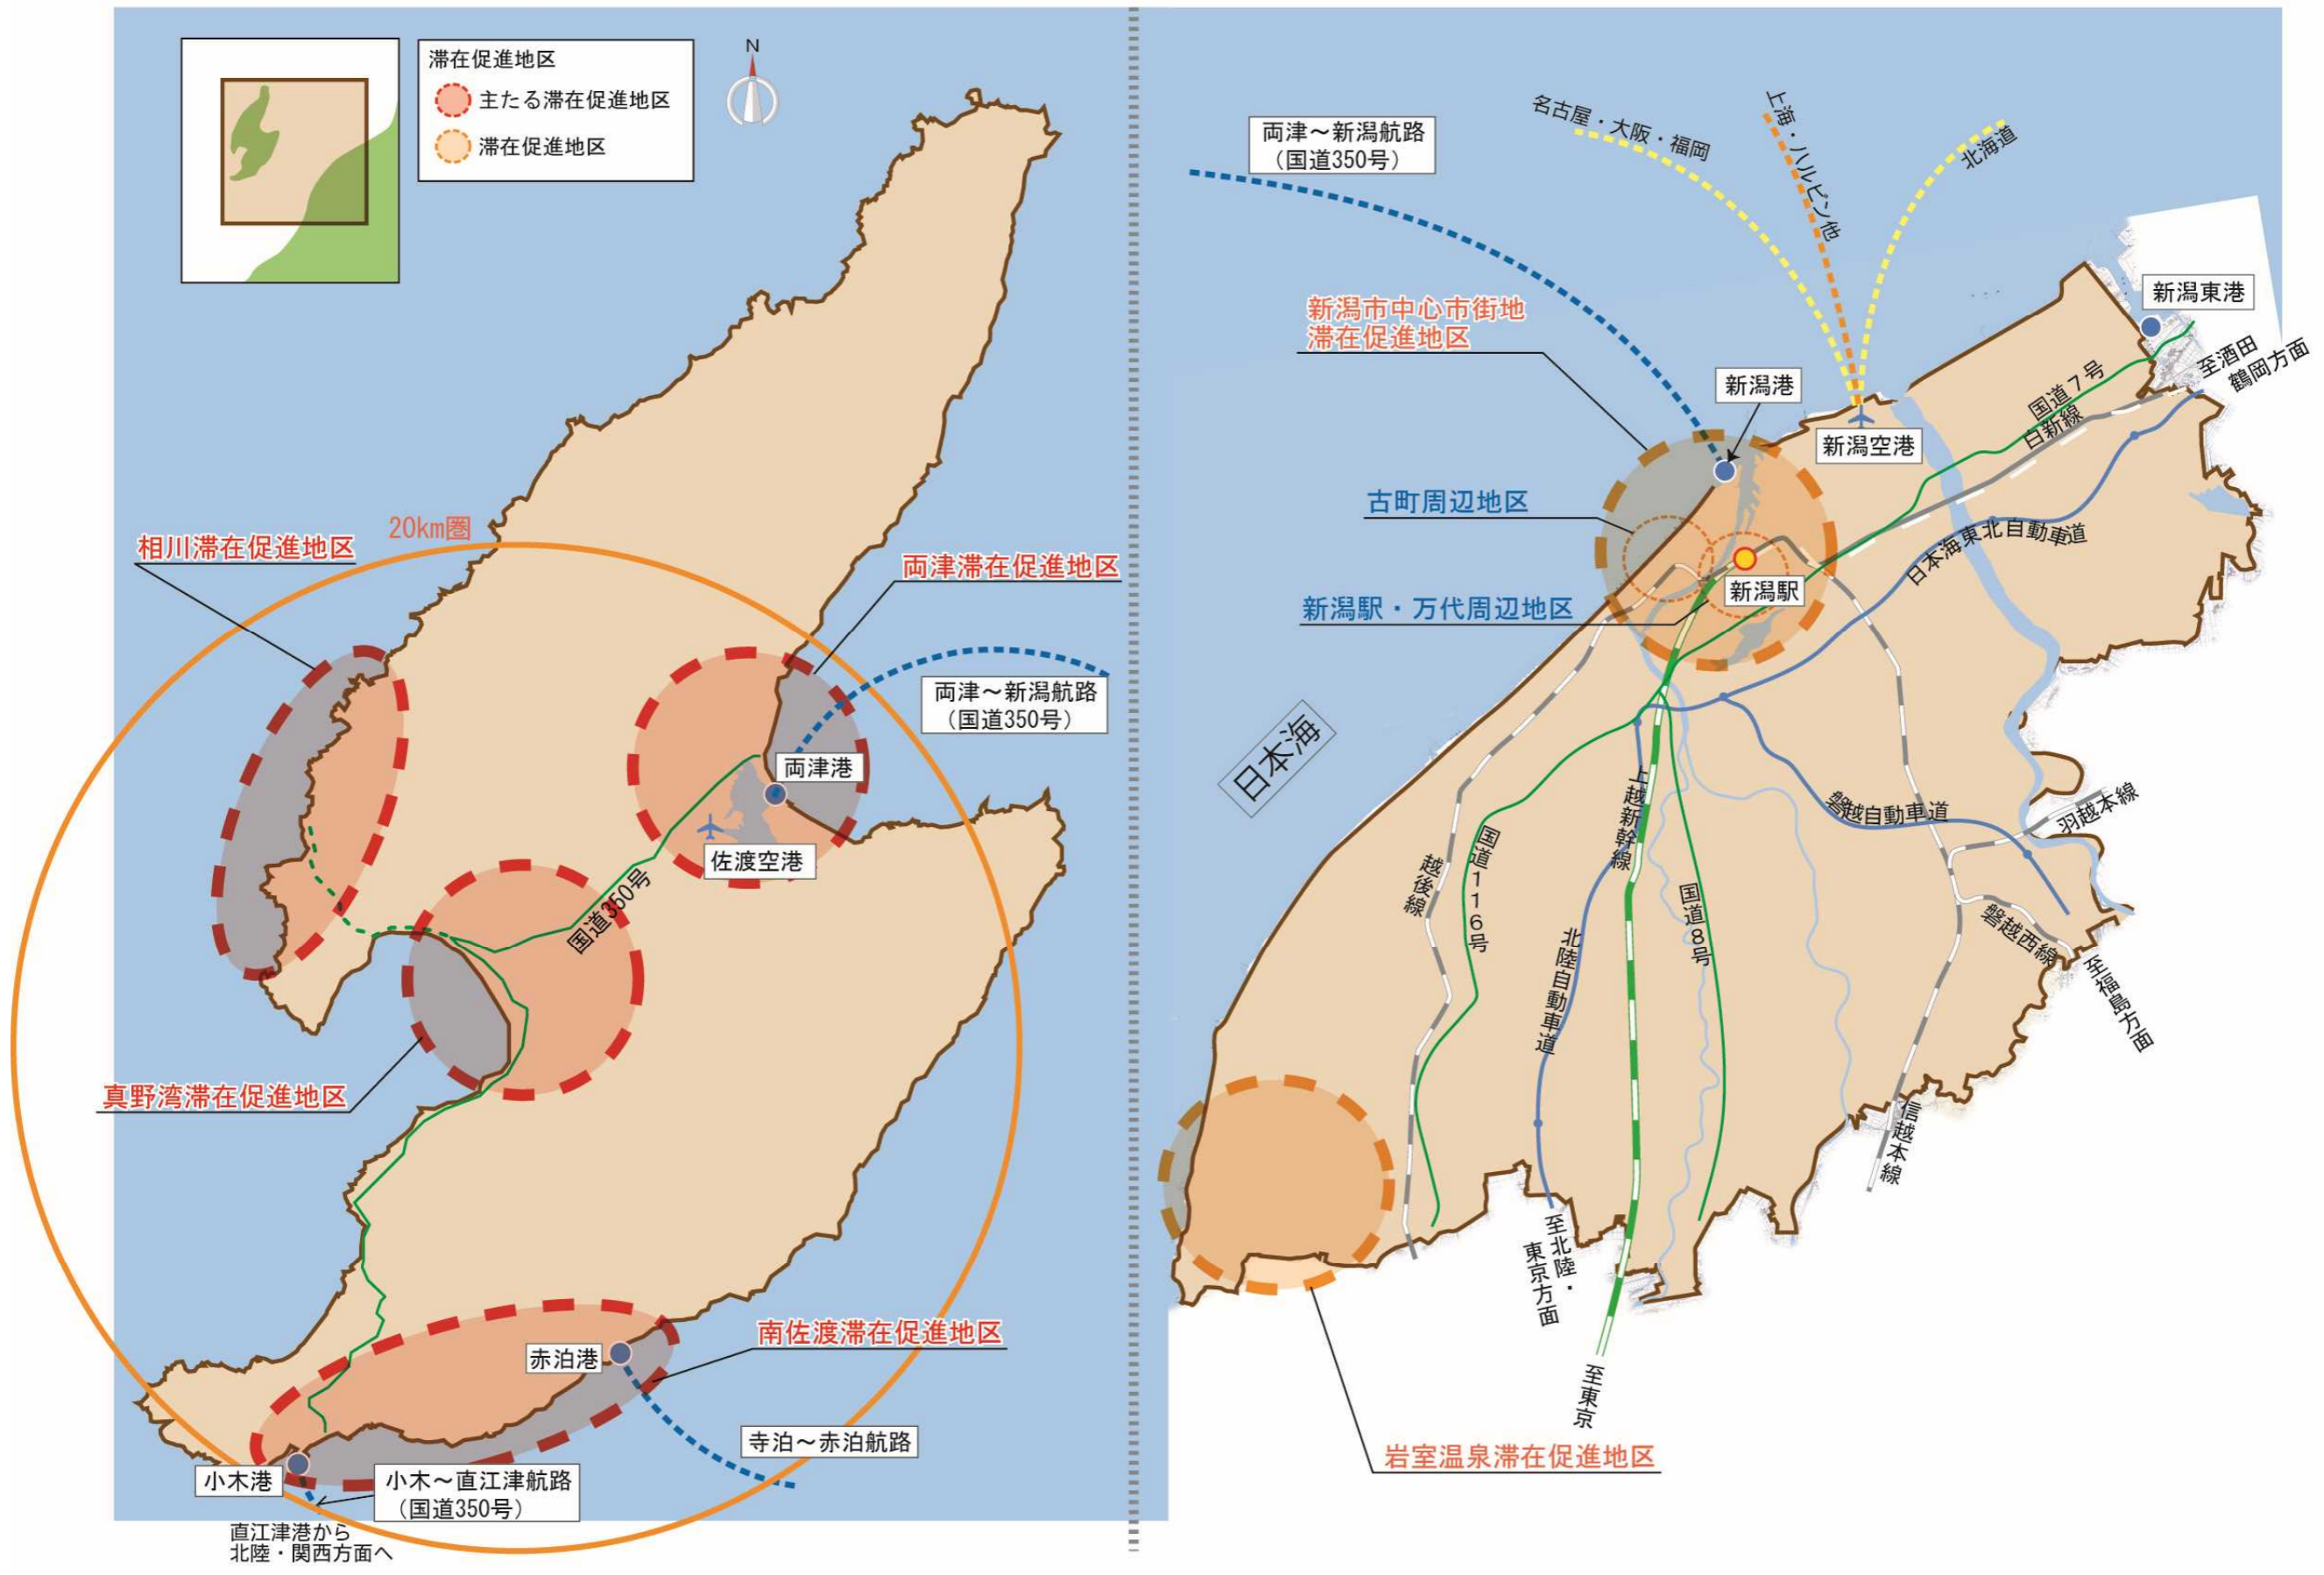 滞在促進地区
主たる滞在促進地区
滞在促進地区
N
20km圏
相川滞在促進地区
両津滞在促進地区
両津～新潟航路
（国道350号）
両津港
佐渡空港
国道350号
真野湾滞在促進地区
南佐渡滞在促進地区
赤泊港
寺泊～赤泊航路
小木港
小木～直江津航路
（国道350号）
直江津港から
北陸・関西方面へ
両津～新潟航路
（国道350号）
名古屋・大阪・福岡
上海・ハルビン他
北海道
新潟東港
新潟市中心市街地
滞在促進地区
新潟港
新潟空港
国道７号
白新線
至酒田
鶴岡方面
古町周辺地区
新潟駅
新潟駅・万代周辺地区
日本海東北自動車道
日本海
上越新幹線
磐越自動車道
羽越本線
越後線
国道１１６号
国道８号
北陸自動車道
磐越西線
至福島方面
信越本線
至北陸・
東京方面
至東京
岩室温泉滞在促進地区